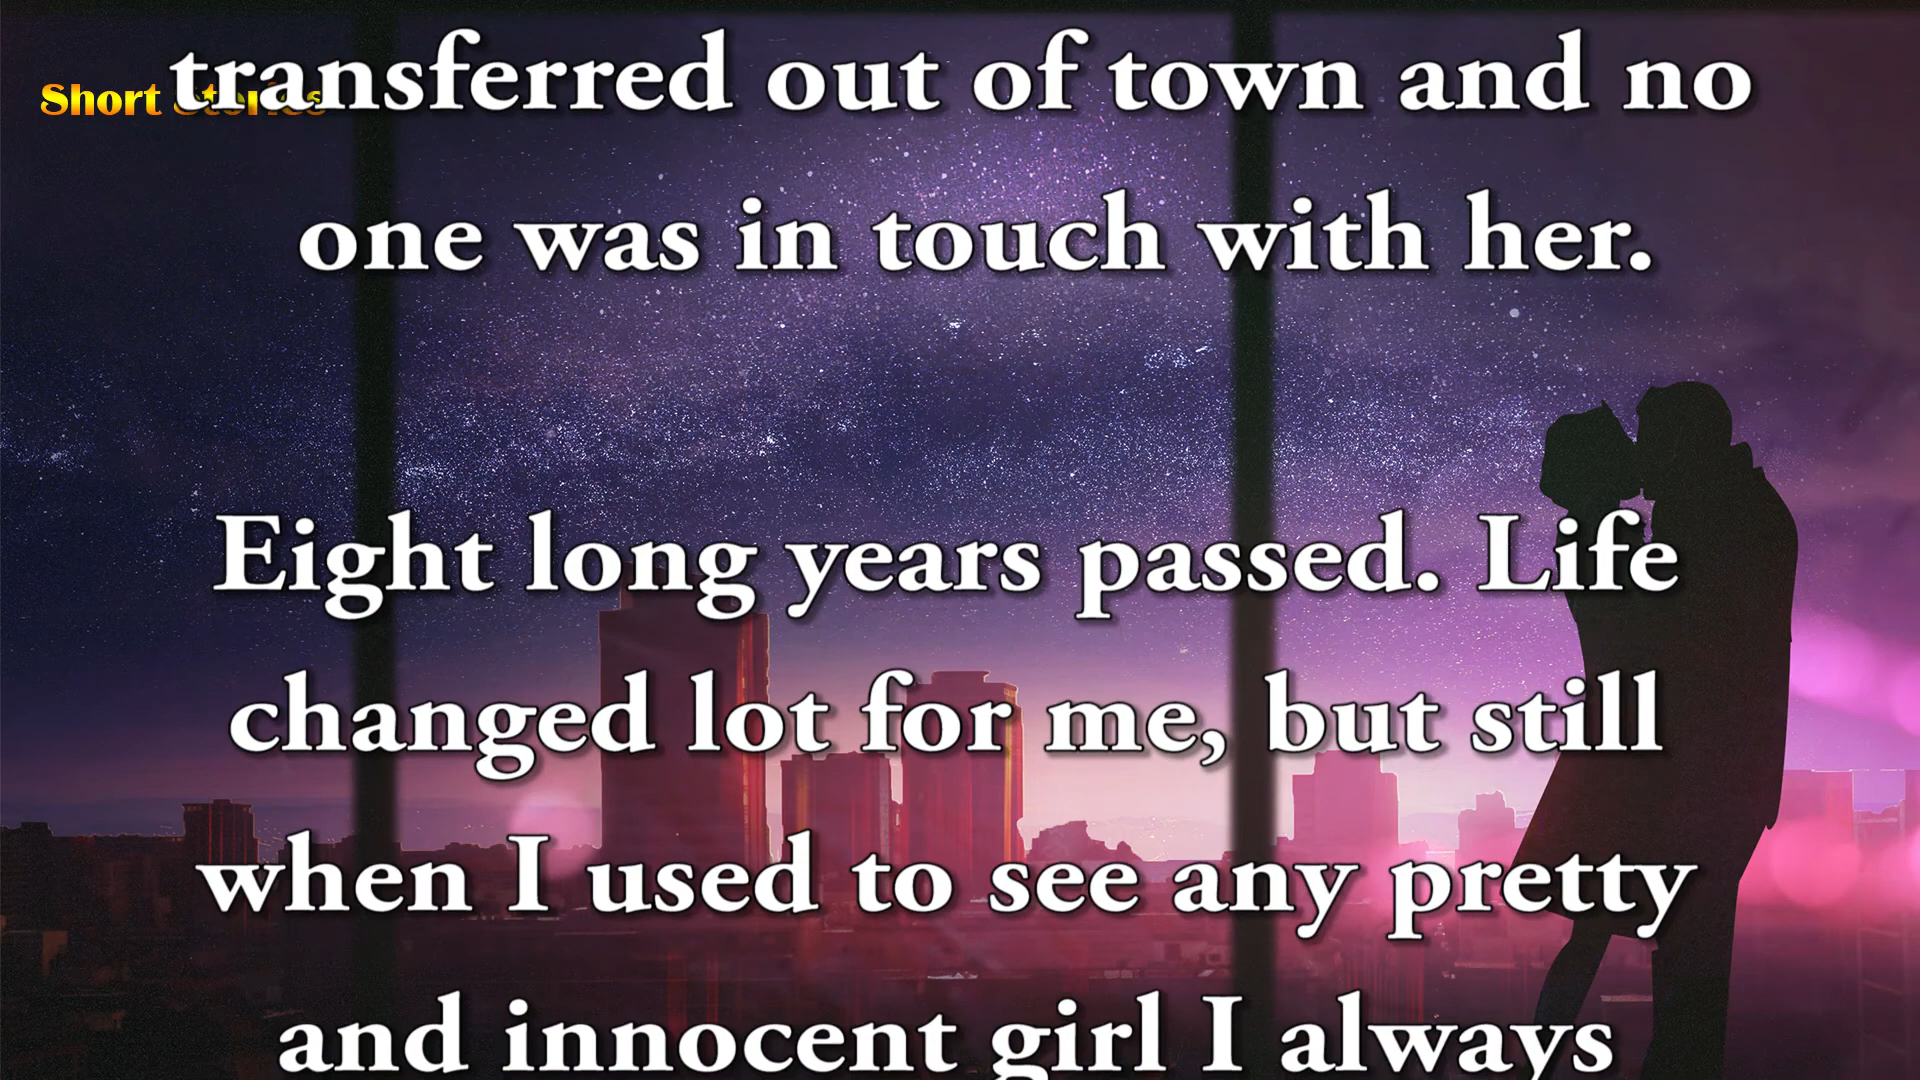 Short Stories
transferred out of town and no
one was in touch with her.
Eight long years passed. Life
changed lot for me, but still
when I used to see any pretty
and innocent girl I always